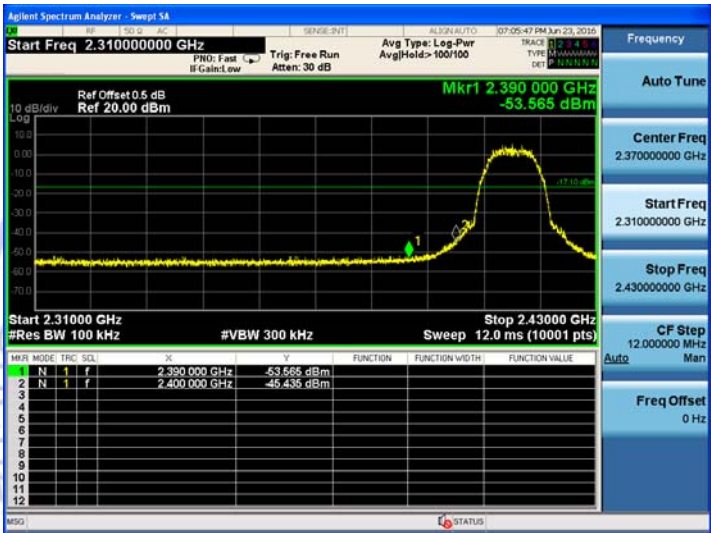 Agilent Spectrum Analyzer - Swept SA
RF 50 Ω AC SENSE:INT ALIGN AUTO 07:05:47 PM Jun 23, 2016
Start Freq 2.310000000 GHz
PNO: Fast
IFGain:Low
Trig: Free Run
Atten: 30 dB
Avg Type: Log-Pwr
Avg|Hold:> 100/100
TRACE 1 2 3 4 5 6
TYPE
DET P N N N N N
Frequency
Ref Offset 0.5 dB
10 dB/div Ref 20.00 dBm
Log
Mkr1 2.390 000 GHz
-53.565 dBm
10.0
0.00
-10.0
-20.0
-30.0
-40.0
-50.0
-60.0
-70.0
-17.10 dBm
1
2
Start 2.31000 GHz Stop 2.43000 GHz
#Res BW 100 kHz #VBW 300 kHz Sweep 12.0 ms (10001 pts)
MKR MODE TRC SCL X Y FUNCTION FUNCTION WIDTH FUNCTION VALUE
1 N 1 f 2.390 000 GHz -53.565 dBm
2 N 1 f 2.400 000 GHz -45.435 dBm
3
4
5
6
7
8
9
10
11
12
MSG STATUS
Auto Tune
Center Freq
2.370000000 GHz
Start Freq
2.310000000 GHz
Stop Freq
2.430000000 GHz
CF Step
12.000000 MHz
Auto Man
Freq Offset
0 Hz